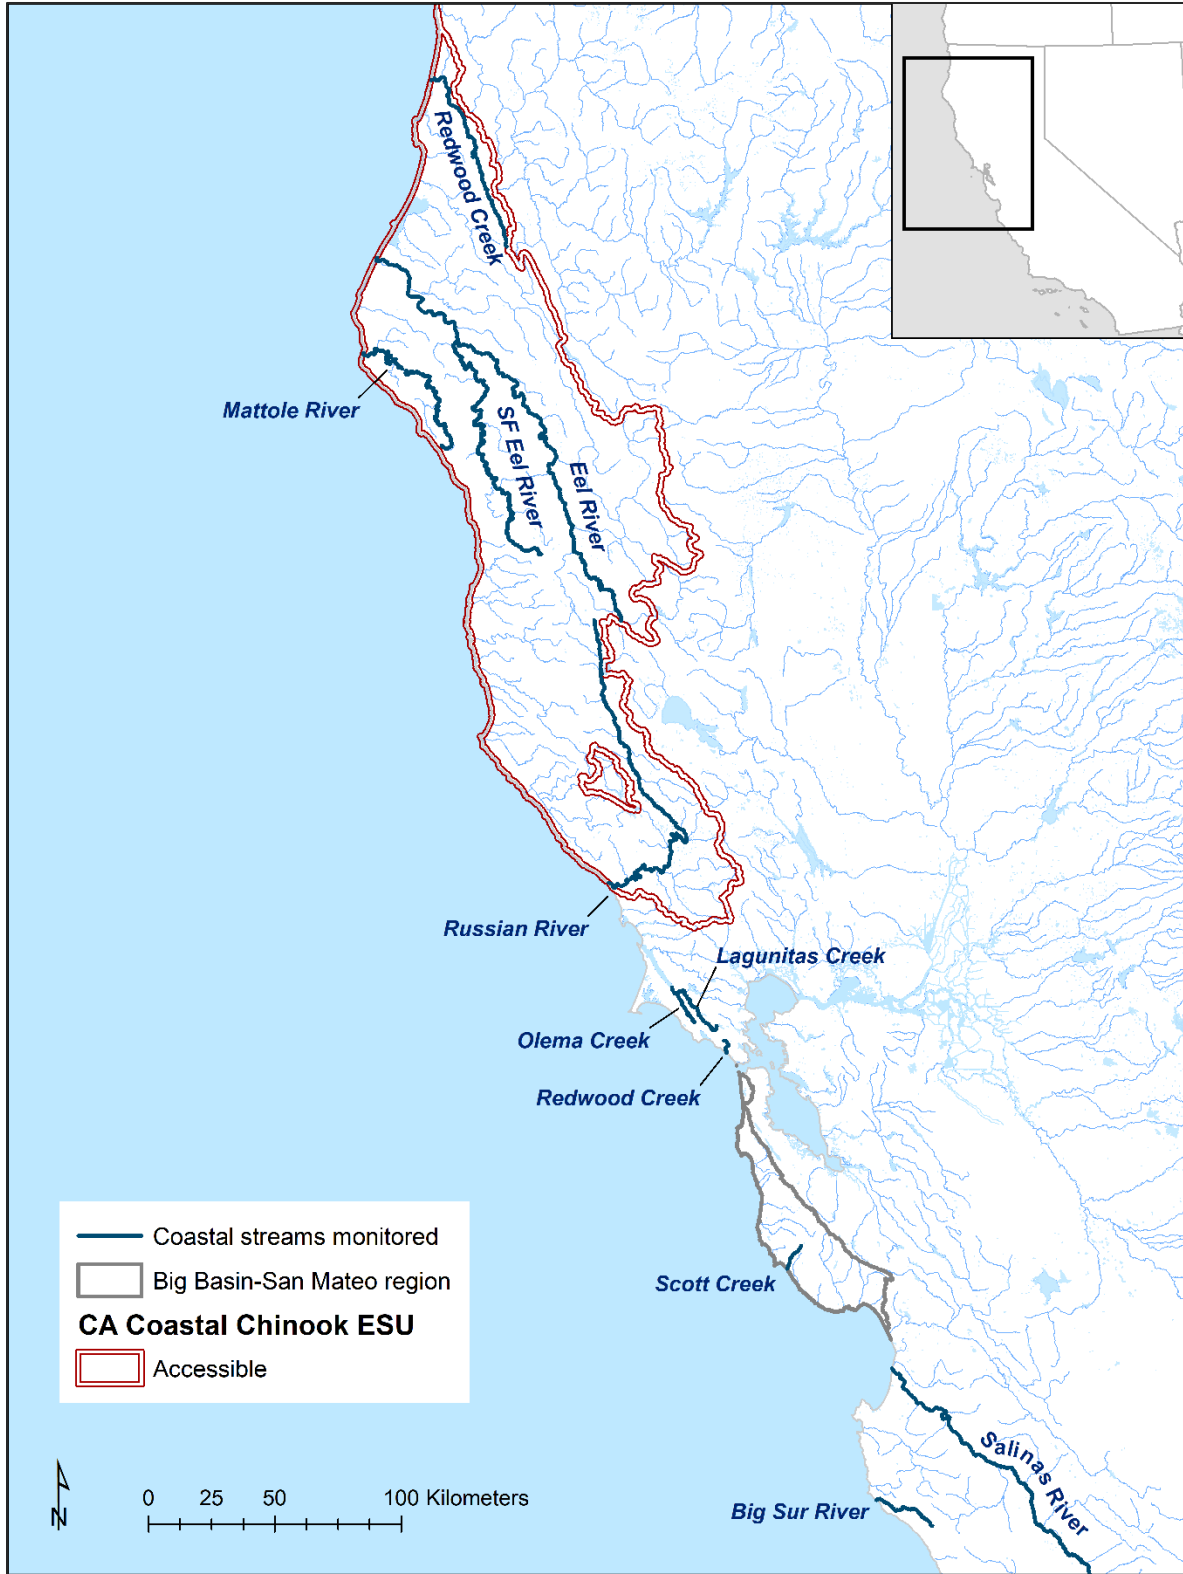 Redwood Creek
Mattole River
SF Eel River
Eel River
Russian River
Lagunitas Creek
Olema Creek
Redwood Creek
Coastal streams monitored
Big Basin-San Mateo region
CA Coastal Chinook ESU
Accessible
Scott Creek
Salinas River
Big Sur River
N
0 25 50 100 Kilometers